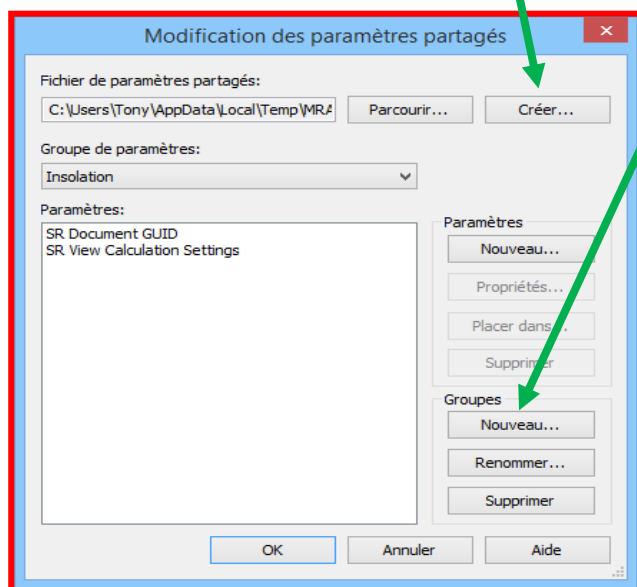 Modification des paramètres partagés
Fichier de paramètres partagés:
C:\Users\Tony\AppData\Local\Temp\MRA
Parcourir...
Créer...
Groupe de paramètres:
Insolation
Paramètres:
SR Document GUID
SR View Calculation Settings
Paramètres
Nouveau...
Propriétés...
Placer dans...
Supprimer
Groupes
Nouveau...
Renommer...
Supprimer
OK
Annuler
Aide